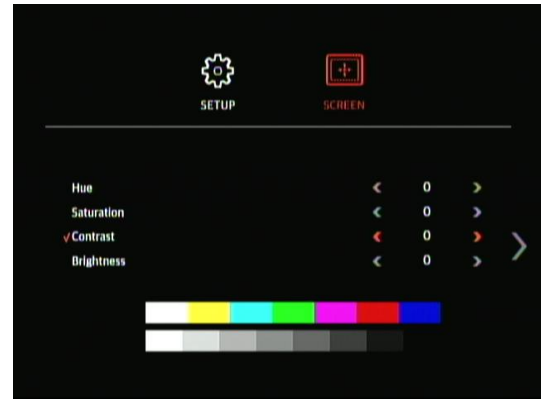 SETUP SCREEN
Hue 0
Saturation 0
√Contrast 0
Brightness 0